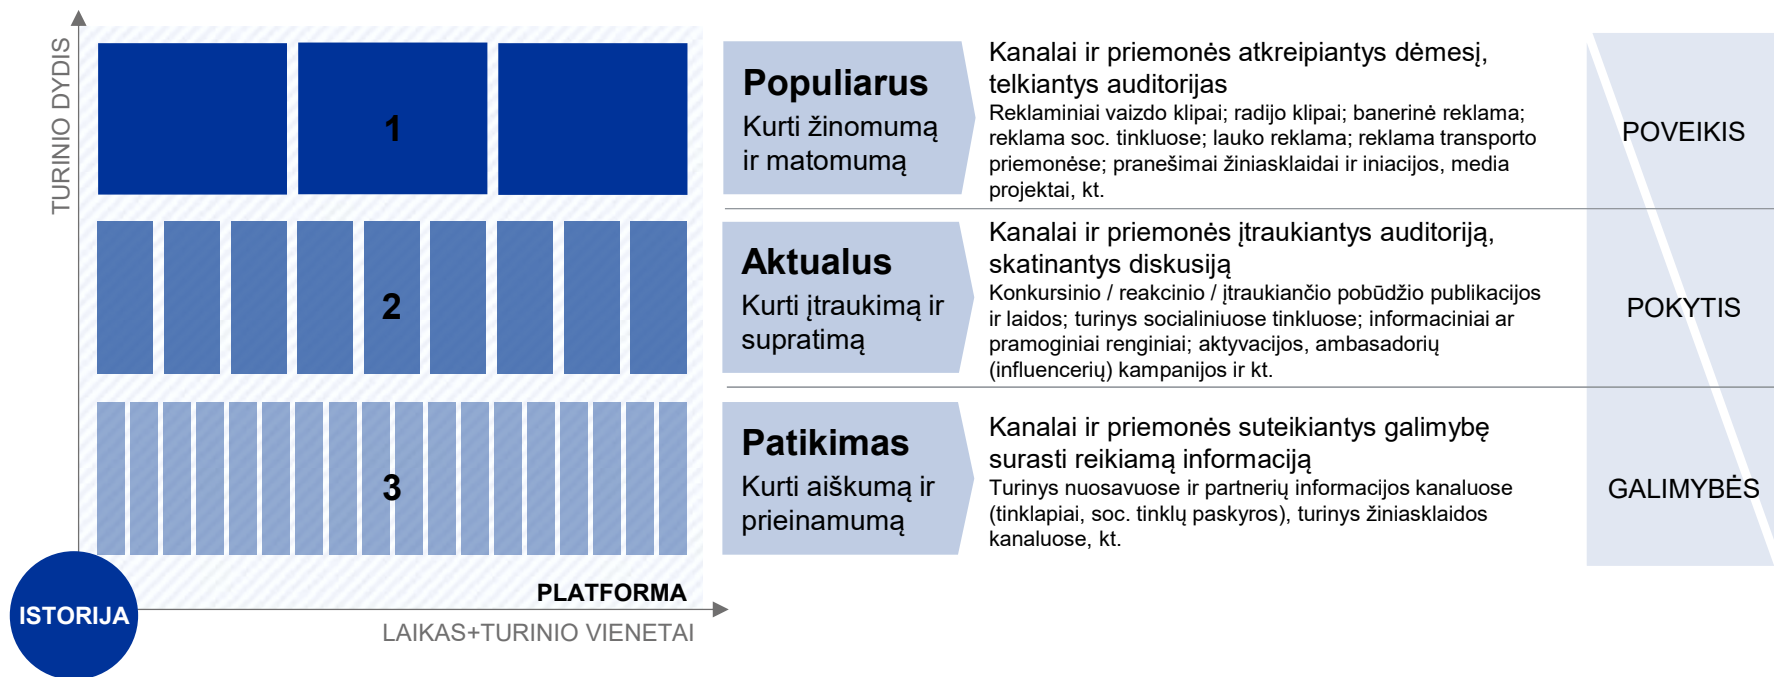 TURINIO DYDIS
1
2
3
ISTORIJA
PLATFORMA
LAIKAS+TURINIO VIENETAI
Populiarus
Kurti žinomumą
ir matomumą
Kanalai ir priemonės atkreipiantys dėmesį,
telkiantys auditorijas
Reklaminiai vaizdo klipai; radijo klipai; banerinė reklama;
reklama soc. tinkluose; lauko reklama; reklama transporto
priemonėse; pranešimai žiniasklaidai ir iniacijos, media
projektai, kt.
POVEIKIS
Aktualus
Kurti įtraukimą ir
supratimą
Kanalai ir priemonės įtraukiantys auditoriją,
skatinantys diskusiją
Konkursinio / reakcinio / įtraukiančio pobūdžio publikacijos
ir laidos; turinys socialiniuose tinkluose; informaciniai ar
pramoginiai renginiai; aktyvacijos, ambasadorių
(influencerių) kampanijos ir kt.
POKYTIS
Patikimas
Kurti aiškumą ir
prieinamumą
Kanalai ir priemonės suteikiantys galimybę
surasti reikiamą informaciją
Turinys nuosavuose ir partnerių informacijos kanaluose
(tinklapiai, soc. tinklų paskyros), turinys žiniasklaidos
kanaluose, kt.
GALIMYBĖS